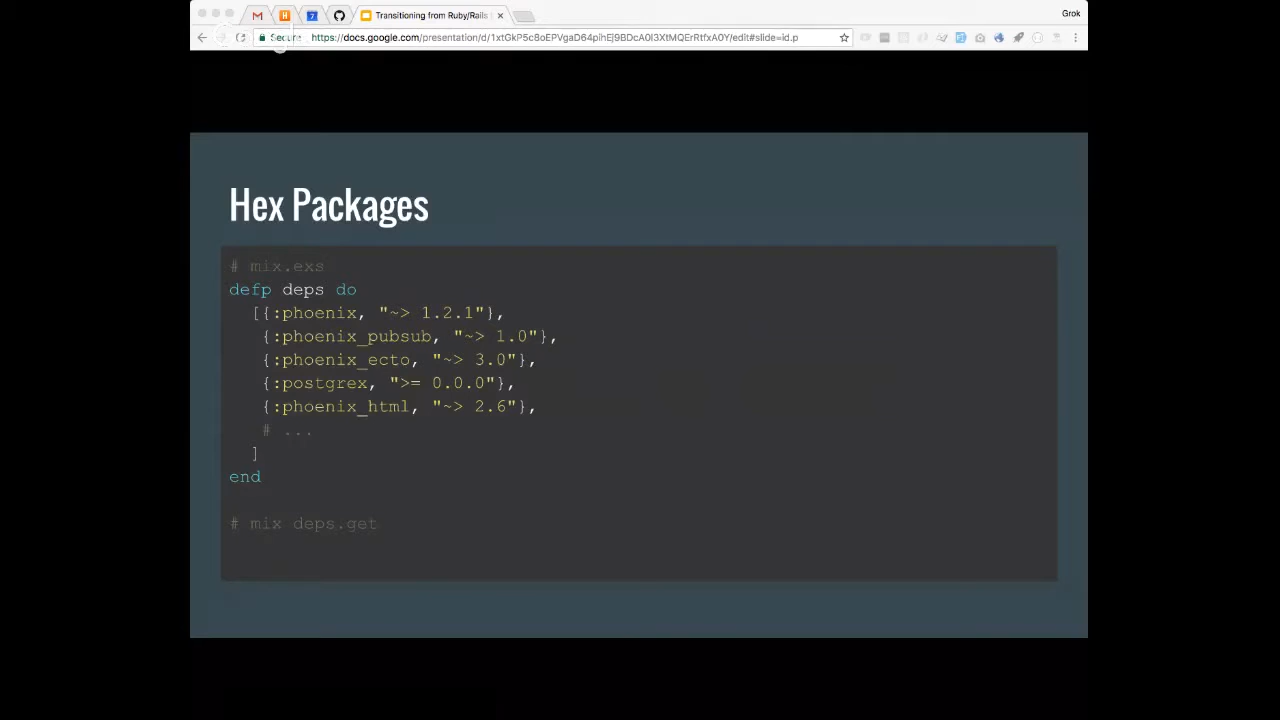 Transitioning from Ruby/Rails
Grok
Secure
https://docs.google.com/presentation/d/1xtGkP5c8oEPVgaD64pihEj9BDcA0l3XtMQErRtfxA0Y/edit#slide=id.p
Hex Packages
# mix.exs
defp deps do
[{:phoenix, "~> 1.2.1"},
{:phoenix_pubsub, "~> 1.0"},
{:phoenix_ecto, "~> 3.0"},
{:postgrex, ">= 0.0.0"},
{:phoenix_html, "~> 2.6"},
# ...
]
end
# mix deps.get